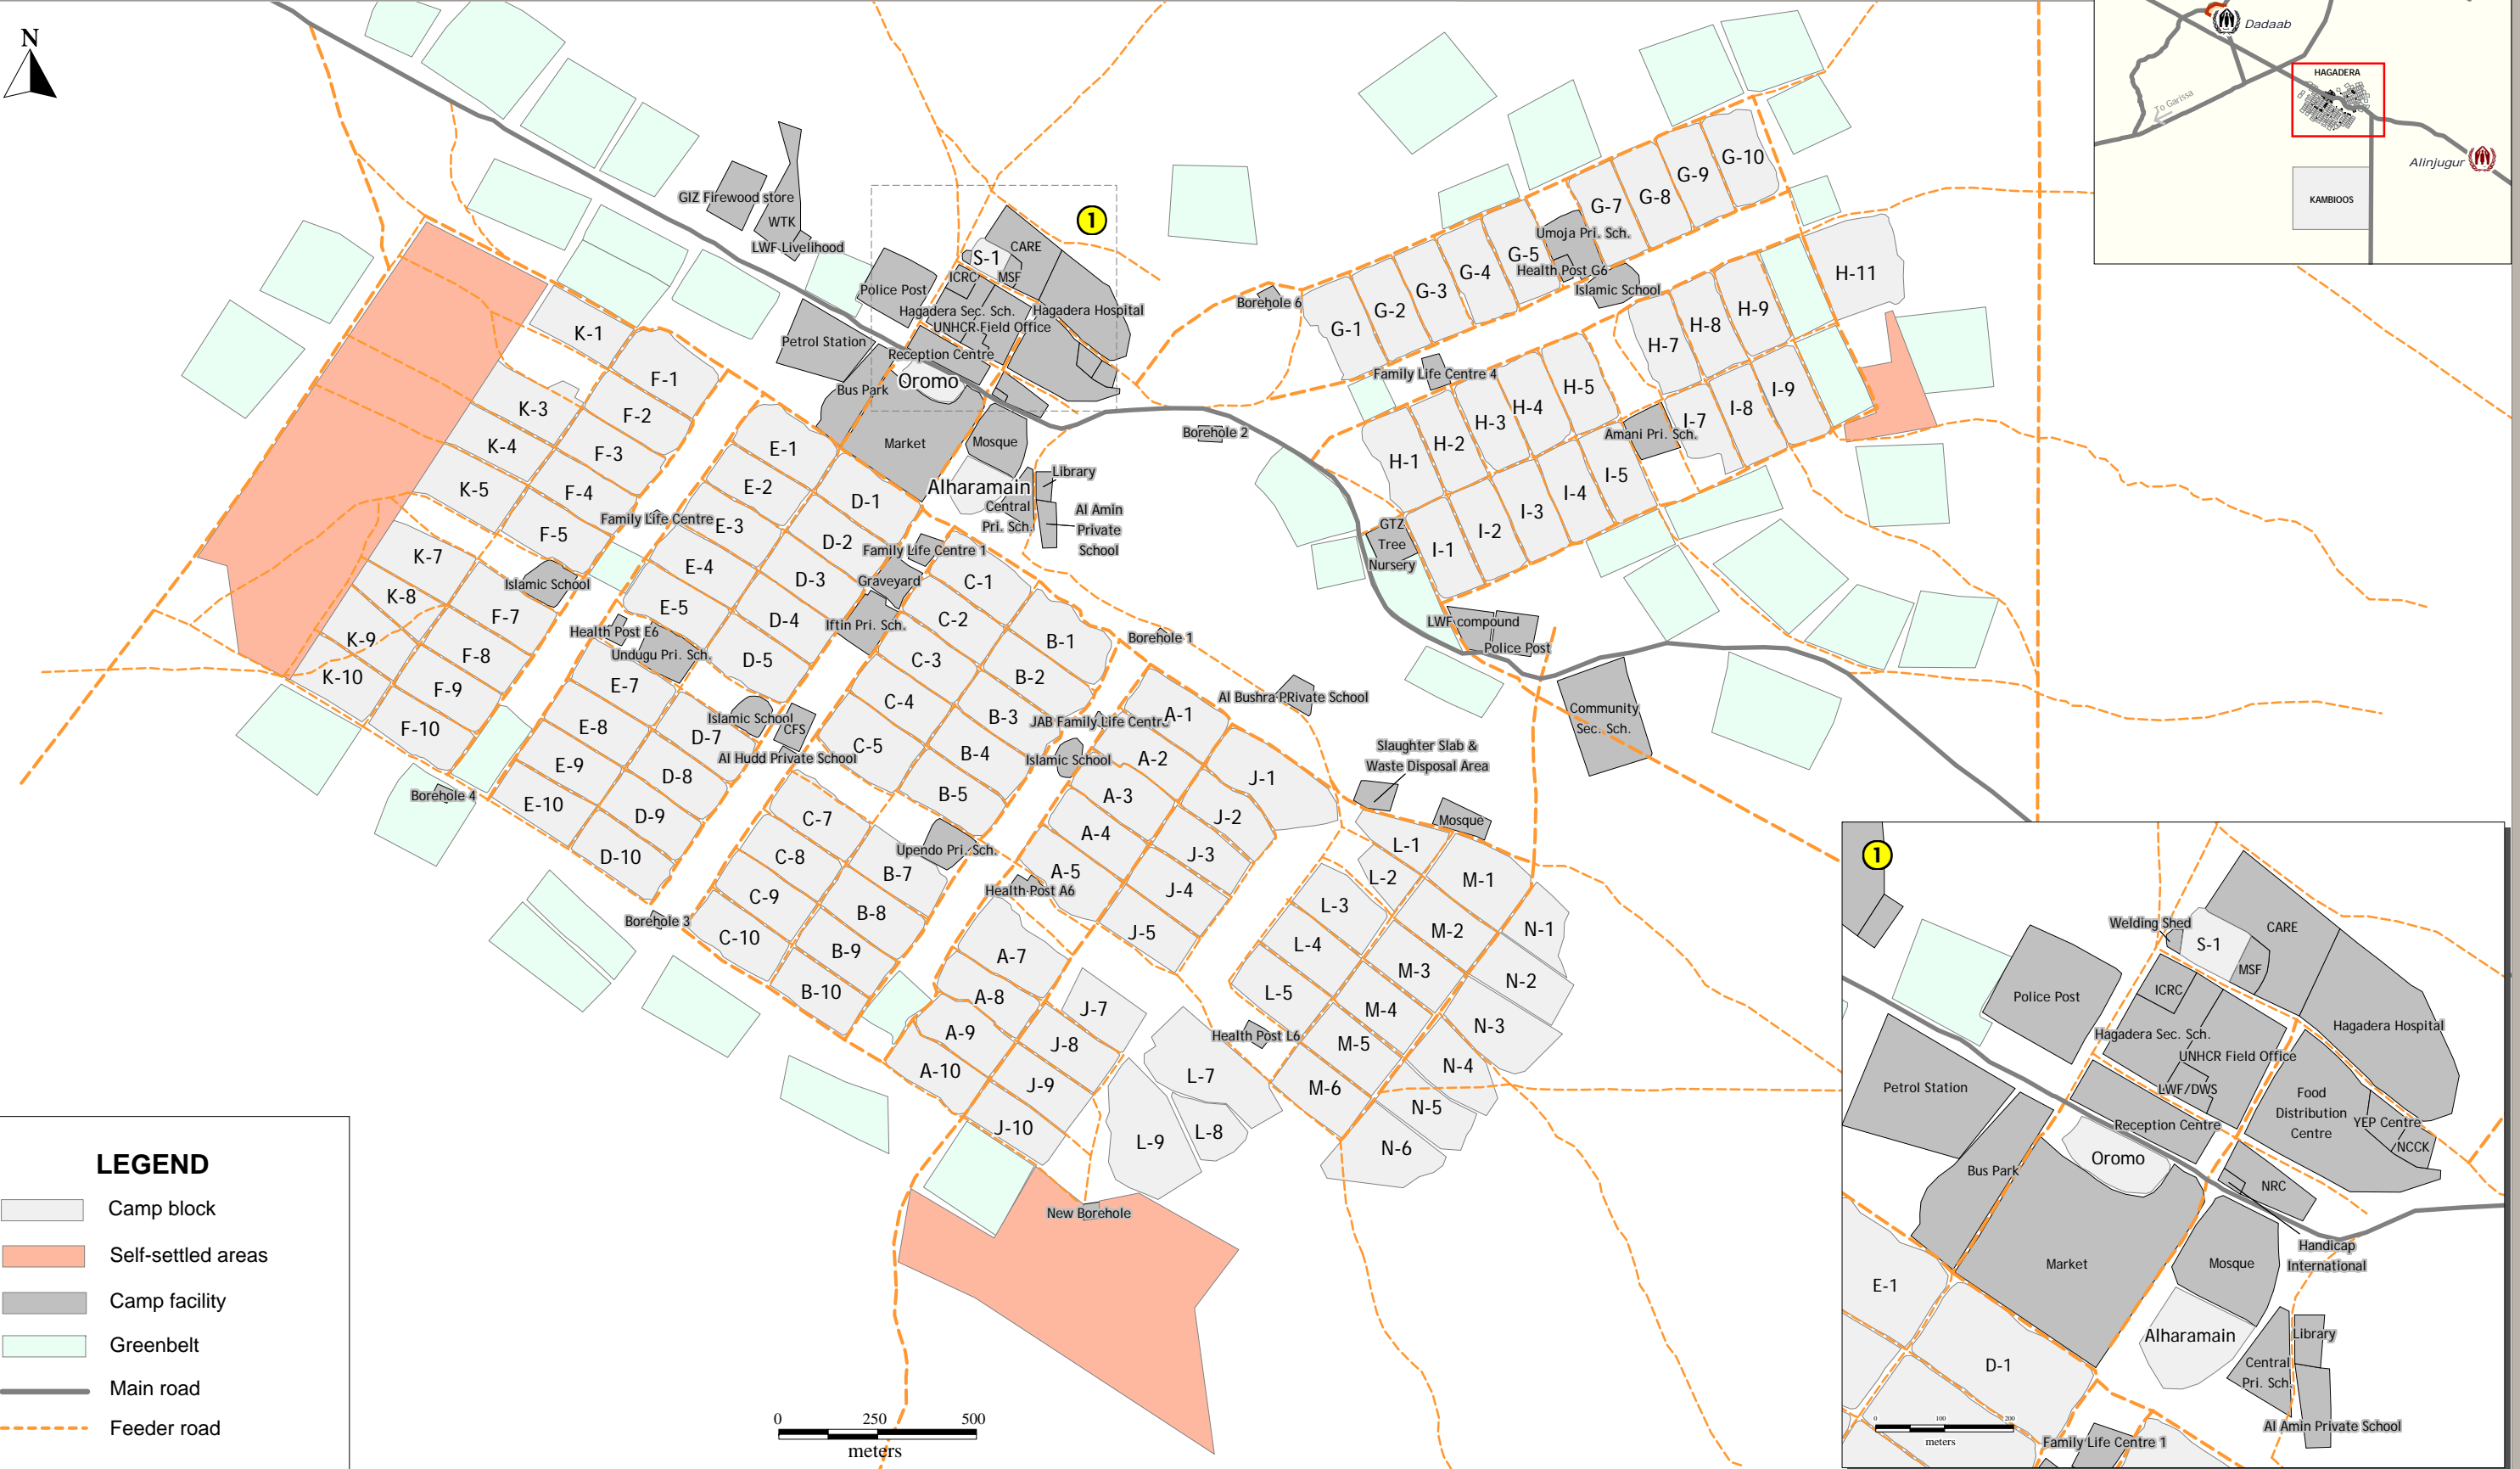 N
Dadaab
HAGADERA
To Garissa
Alinjugur
KAMBIOOS
GIZ Firewood store
WTK
LWF Livelihood
1
CARE
S-1
ICRC
MSF
Police Post
Hagadera Sec. Sch.
Hagadera Hospital
UNHCR Field Office
Petrol Station
Reception Centre
Oromo
Bus Park
Market
Mosque
Library
Alharamain
Central
Pri. Sch.
Al Amin
Private
School
Borehole 6
Borehole 2
G-1
G-2
G-3
G-4
G-5
G-7
G-8
G-9
G-10
Umoja Pri. Sch.
Health Post G6
Islamic School
Family Life Centre 4
H-1
H-2
H-3
H-4
H-5
H-7
H-8
H-9
H-11
Amani Pri. Sch.
I-1
I-2
I-3
I-4
I-5
I-7
I-8
I-9
GTZ
Tree
Nursery
LWF compound
Police Post
Community
Sec. Sch.
K-1
K-3
K-4
K-5
K-7
K-8
K-9
K-10
F-1
F-2
F-3
F-4
F-5
F-7
F-8
F-9
F-10
Islamic School
Family Life Centre
E-1
E-2
E-3
E-4
E-5
Health Post E6
Undugu Pri. Sch.
E-7
E-8
E-9
E-10
Borehole 4
D-1
D-2
D-3
D-4
D-5
D-7
D-8
D-9
D-10
Family Life Centre 1
Graveyard
Iftin Pri. Sch.
Islamic School
CFS
Al Hudd Private School
C-1
C-2
C-3
C-4
C-5
C-7
C-8
C-9
C-10
Borehole 3
B-1
B-2
B-3
B-4
B-5
Upendo Pri. Sch.
B-7
B-8
B-9
B-10
Borehole 1
Al Bushra PRivate School
JAB Family Life Centre
Islamic School
A-1
A-2
A-3
A-4
A-5
Health Post A6
A-7
A-8
A-9
A-10
J-1
J-2
J-3
J-4
J-5
J-7
J-8
J-9
J-10
Slaughter Slab &
Waste Disposal Area
Mosque
L-1
L-2
L-3
L-4
L-5
Health Post L6
L-7
L-8
L-9
M-1
M-2
M-3
M-4
M-5
M-6
N-1
N-2
N-3
N-4
N-5
N-6
New Borehole
LEGEND
Camp block
Self-settled areas
Camp facility
Greenbelt
Main road
Feeder road
0 250 500
meters
1
Welding Shed
CARE
S-1
MSF
ICRC
Police Post
Hagadera Sec. Sch.
Hagadera Hospital
UNHCR Field Office
LWF/DWS
Petrol Station
Food
Distribution
Centre
YEP Centre
NCCK
Reception Centre
Oromo
Bus Park
NRC
Handicap
International
Market
Mosque
E-1
Alharamain
Library
D-1
Central
Pri. Sch.
Al Amin Private School
Family Life Centre 1
0 100 200
meters